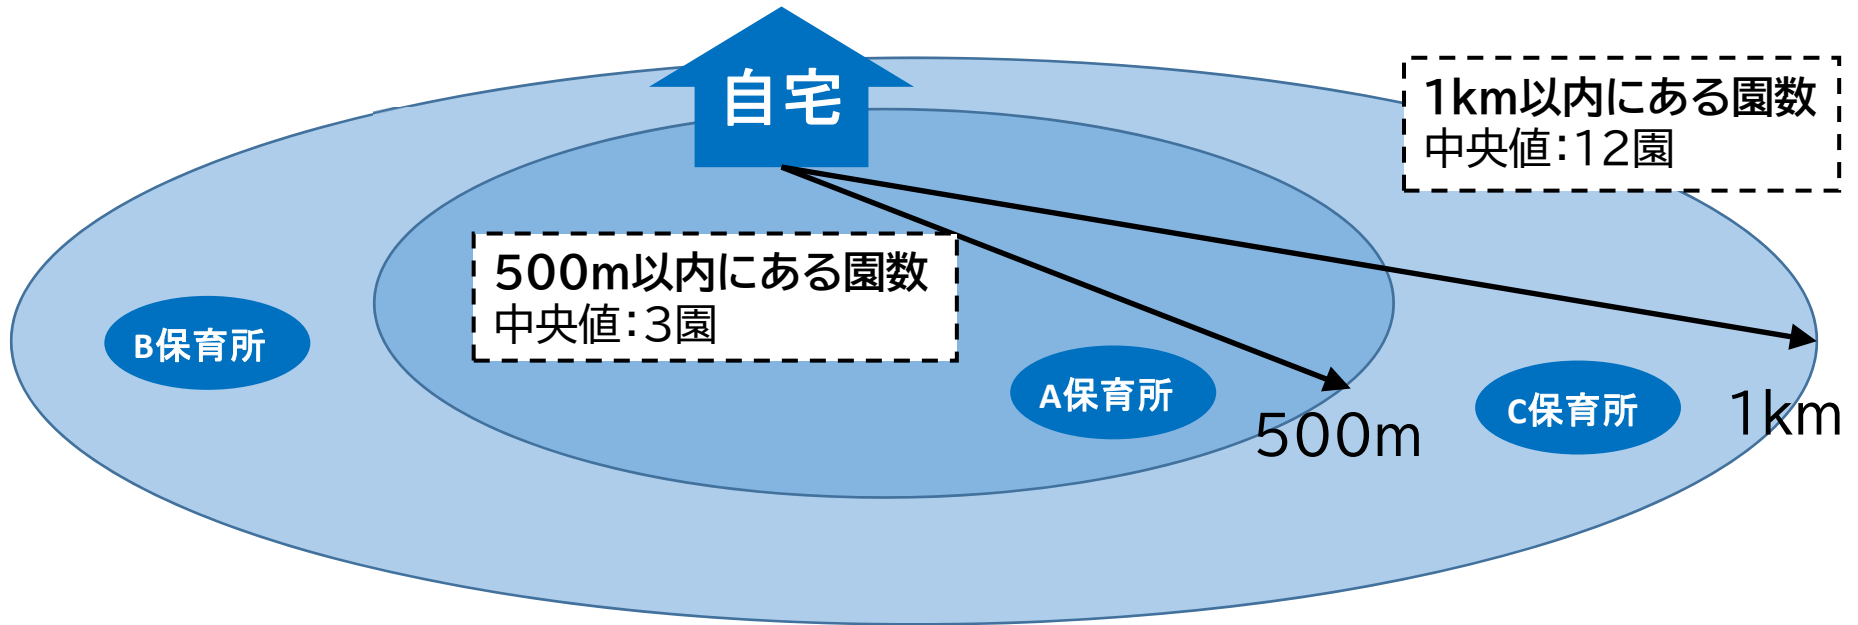 自宅
1km以内にある園数
中央値：12園
500m以内にある園数
中央値：3園
B保育所
A保育所
C保育所
500m
1km